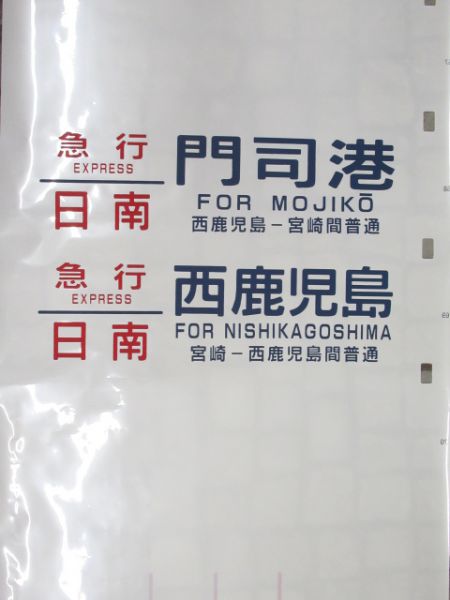 急行
EXPRESS
日南
門司港
FOR MOJIKŌ
西鹿児島－宮崎間普通
急行
EXPRESS
日南
西鹿児島
FOR NISHIKAGOSHIMA
宮崎－西鹿児島間普通